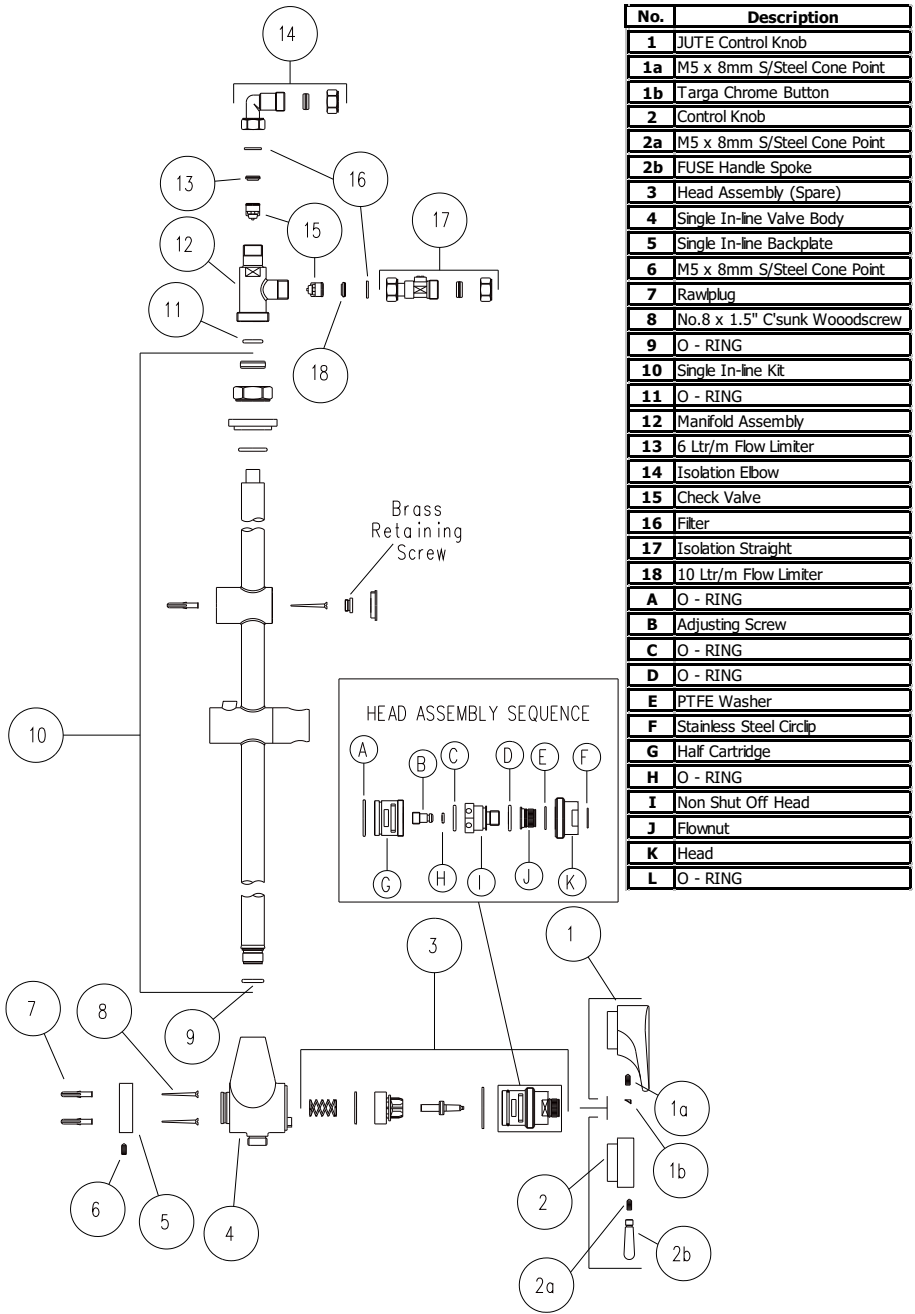 No. Description
1 JUTE Control Knob
1a M5 x 8mm S/Steel Cone Point
1b Targa Chrome Button
2 Control Knob
2a M5 x 8mm S/Steel Cone Point
2b FUSE Handle Spoke
3 Head Assembly (Spare)
4 Single In-line Valve Body
5 Single In-line Backplate
6 M5 x 8mm S/Steel Cone Point
7 Rawlplug
8 No.8 x 1.5" C'sunk Wooodscrew
9 O - RING
10 Single In-line Kit
11 O - RING
12 Manifold Assembly
13 6 Ltr/m Flow Limiter
14 Isolation Elbow
15 Check Valve
16 Filter
17 Isolation Straight
18 10 Ltr/m Flow Limiter
A O - RING
B Adjusting Screw
C O - RING
D O - RING
E PTFE Washer
F Stainless Steel Circlip
G Half Cartridge
H O - RING
I Non Shut Off Head
J Flownut
K Head
L O - RING
14
13
16
17
15
12
11
18
Brass
Retaining
Screw
10
HEAD ASSEMBLY SEQUENCE
A
B
C
D
E
F
G
H
I
J
K
3
1
7
8
9
1a
1b
2
6
5
4
2a
2b